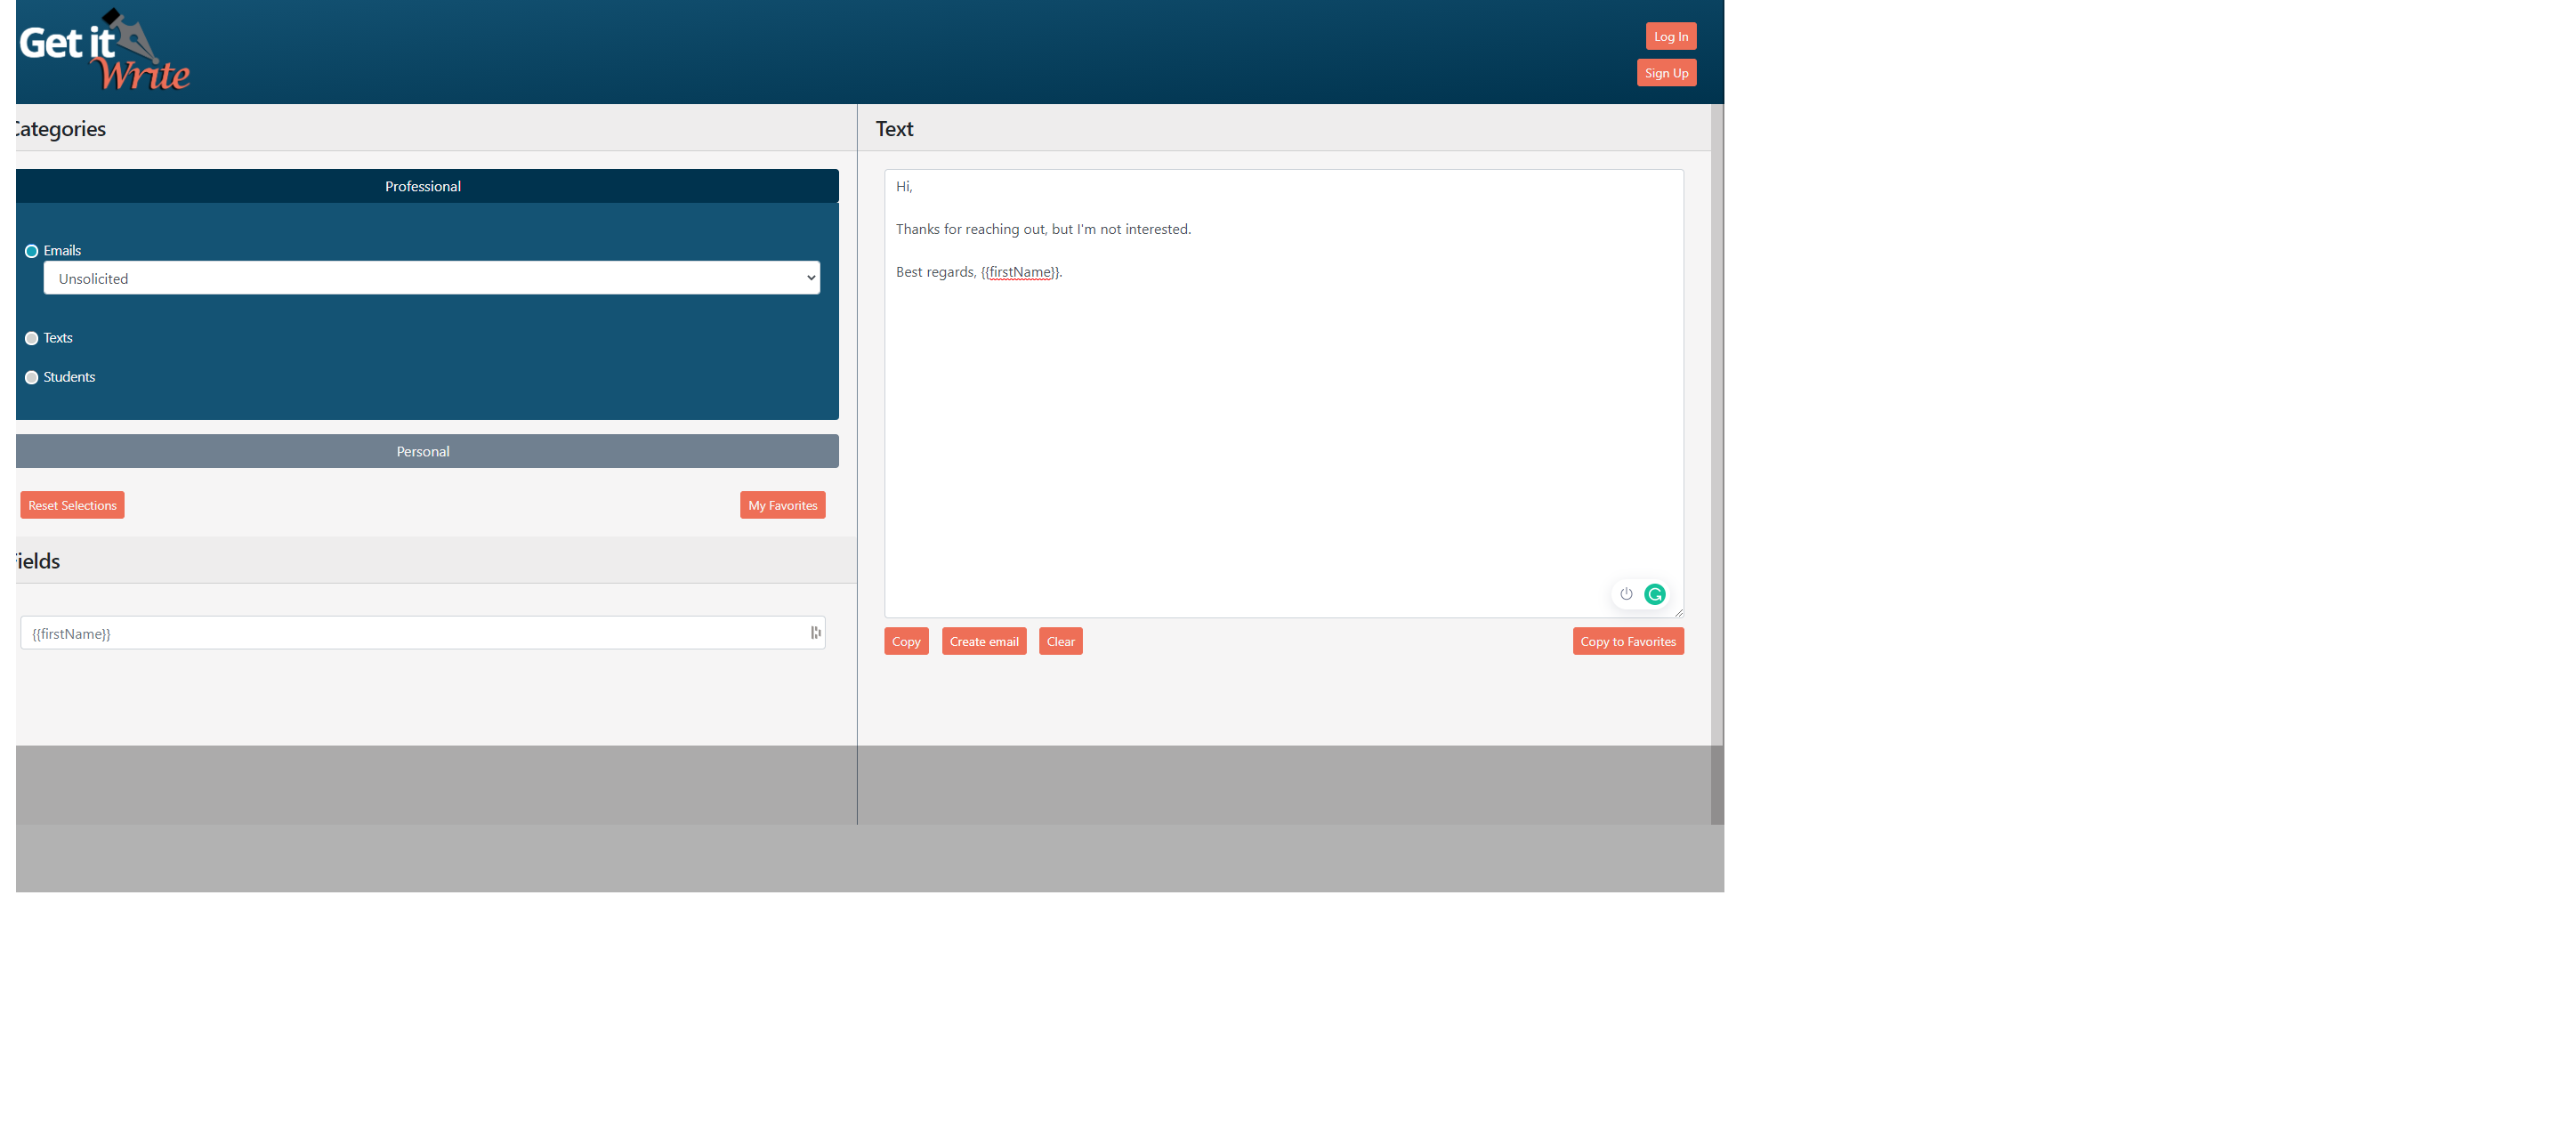 Get it
Write
Log In
Sign Up
Categories
Professional
Emails
Unsolicited
Texts
Students
Personal
Reset Selections
My Favorites
Fields
{{firstName}}
Text
Hi,
Thanks for reaching out, but I'm not interested.
Best regards, {{firstName}}.
Copy
Create email
Clear
Copy to Favorites